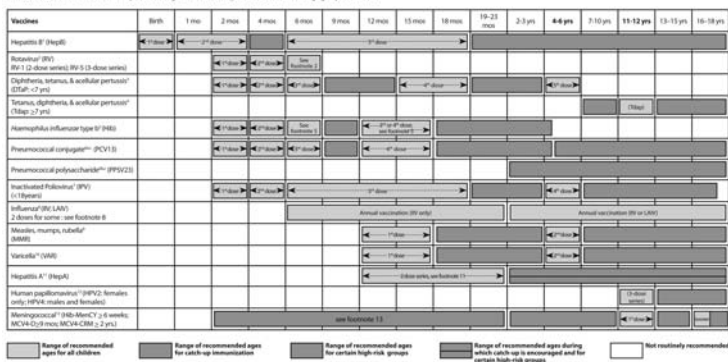 Vaccines Birth 1 mo 2 mos 4 mos 6 mos 9 mos 12 mos 15 mos 18 mos 19–23 mos 2-3 yrs 4-6 yrs 7-10 yrs 11-12 yrs 13–15 yrs 16–18 yrs
Hepatitis B (HepB) 1st dose 2nd dose 3rd dose
Rotavirus (RV)
RV-1 (2-dose series); RV-5 (3-dose series) 1st dose 2nd dose See footnote 2
Diphtheria, tetanus, & acellular pertussis
(DTaP: <7 yrs) 1st dose 2nd dose 3rd dose 4th dose 5th dose
Tetanus, diphtheria, & acellular pertussis
(Tdap: ≥7 yrs) (Tdap)
Haemophilus influenzae type b (Hib) 1st dose 2nd dose See footnote 5 3rd or 4th dose, see footnote 5
Pneumococcal conjugate (PCV13) 1st dose 2nd dose 3rd dose 4th dose
Pneumococcal polysaccharide (PPSV23)
Inactivated Poliovirus (IPV)
(<18years) 1st dose 2nd dose 3rd dose 4th dose
Influenza (IIV; LAIV)
2 doses for some : see footnote 8 Annual vaccination (IIV only) Annual vaccination (IIV or LAIV)
Measles, mumps, rubella
(MMR) 1st dose 2nd dose
Varicella (VAR) 1st dose 2nd dose
Hepatitis A (HepA) 2 dose series, see footnote 11
Human papillomavirus (HPV2: females
only; HPV4: males and females) (3-dose series)
Meningococcal (Hib-MenCY ≥ 6 weeks;
MCV4-D≥9 mos; MCV4-CRM ≥ 2 yrs.) see footnote 13 1st dose
Range of recommended ages for all children
Range of recommended ages for catch-up immunization
Range of recommended ages for certain high-risk groups
Range of recommended ages during which catch-up is encouraged and for certain high-risk groups
Not routinely recommended